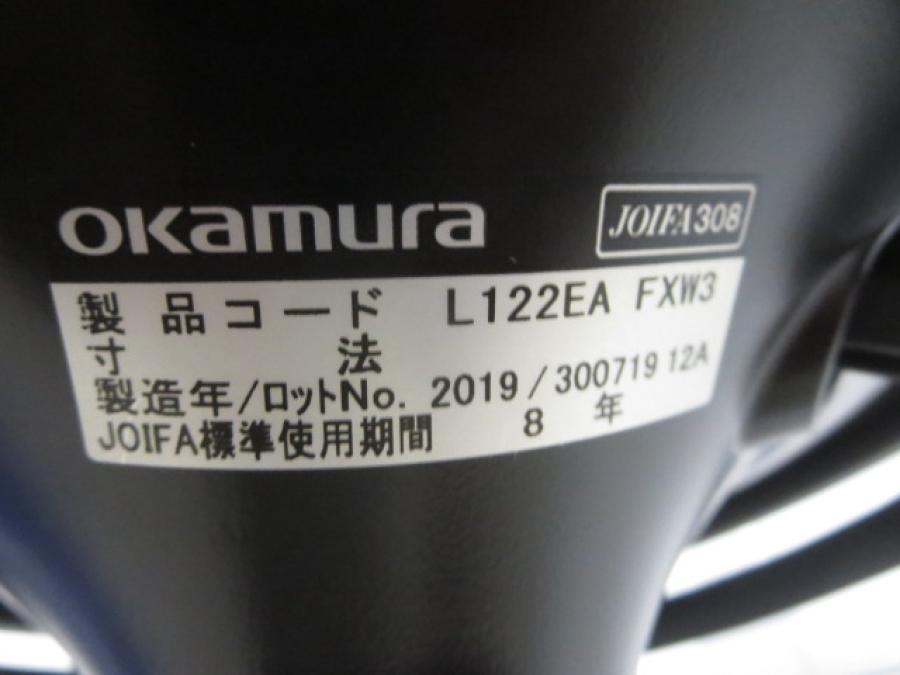 okamura
JOIFA308
製品コード L122EA FXW3
寸法
製造年/ロットNo. 2019/300719 12A
JOIFA標準使用期間 8年